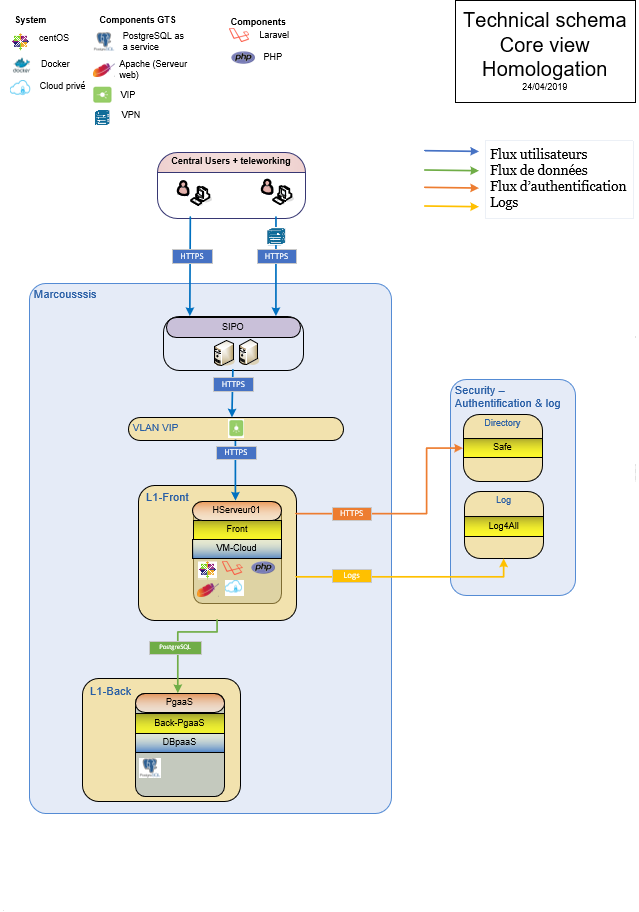 System
centOS
Docker
Cloud privé
Components GTS
PostgreSQL as
a service
Apache (Serveur
web)
VIP
VPN
Components
Laravel
php
PHP
Technical schema
Core view
Homologation
24/04/2019
Flux utilisateurs
Flux de données
Flux d'authentification
Logs
Central Users + teleworking
HTTPS
HTTPS
Marcousssis
SIPO
HTTPS
VLAN VIP
HTTPS
L1-Front
HServeur01
Front
VM-Cloud
php
HTTPS
Logs
Security –
Authentification & log
Directory
Safe
Log
Log4All
PostgreSQL
L1-Back
PgaaS
Back-PgaaS
DBpaaS
PostgreSQL